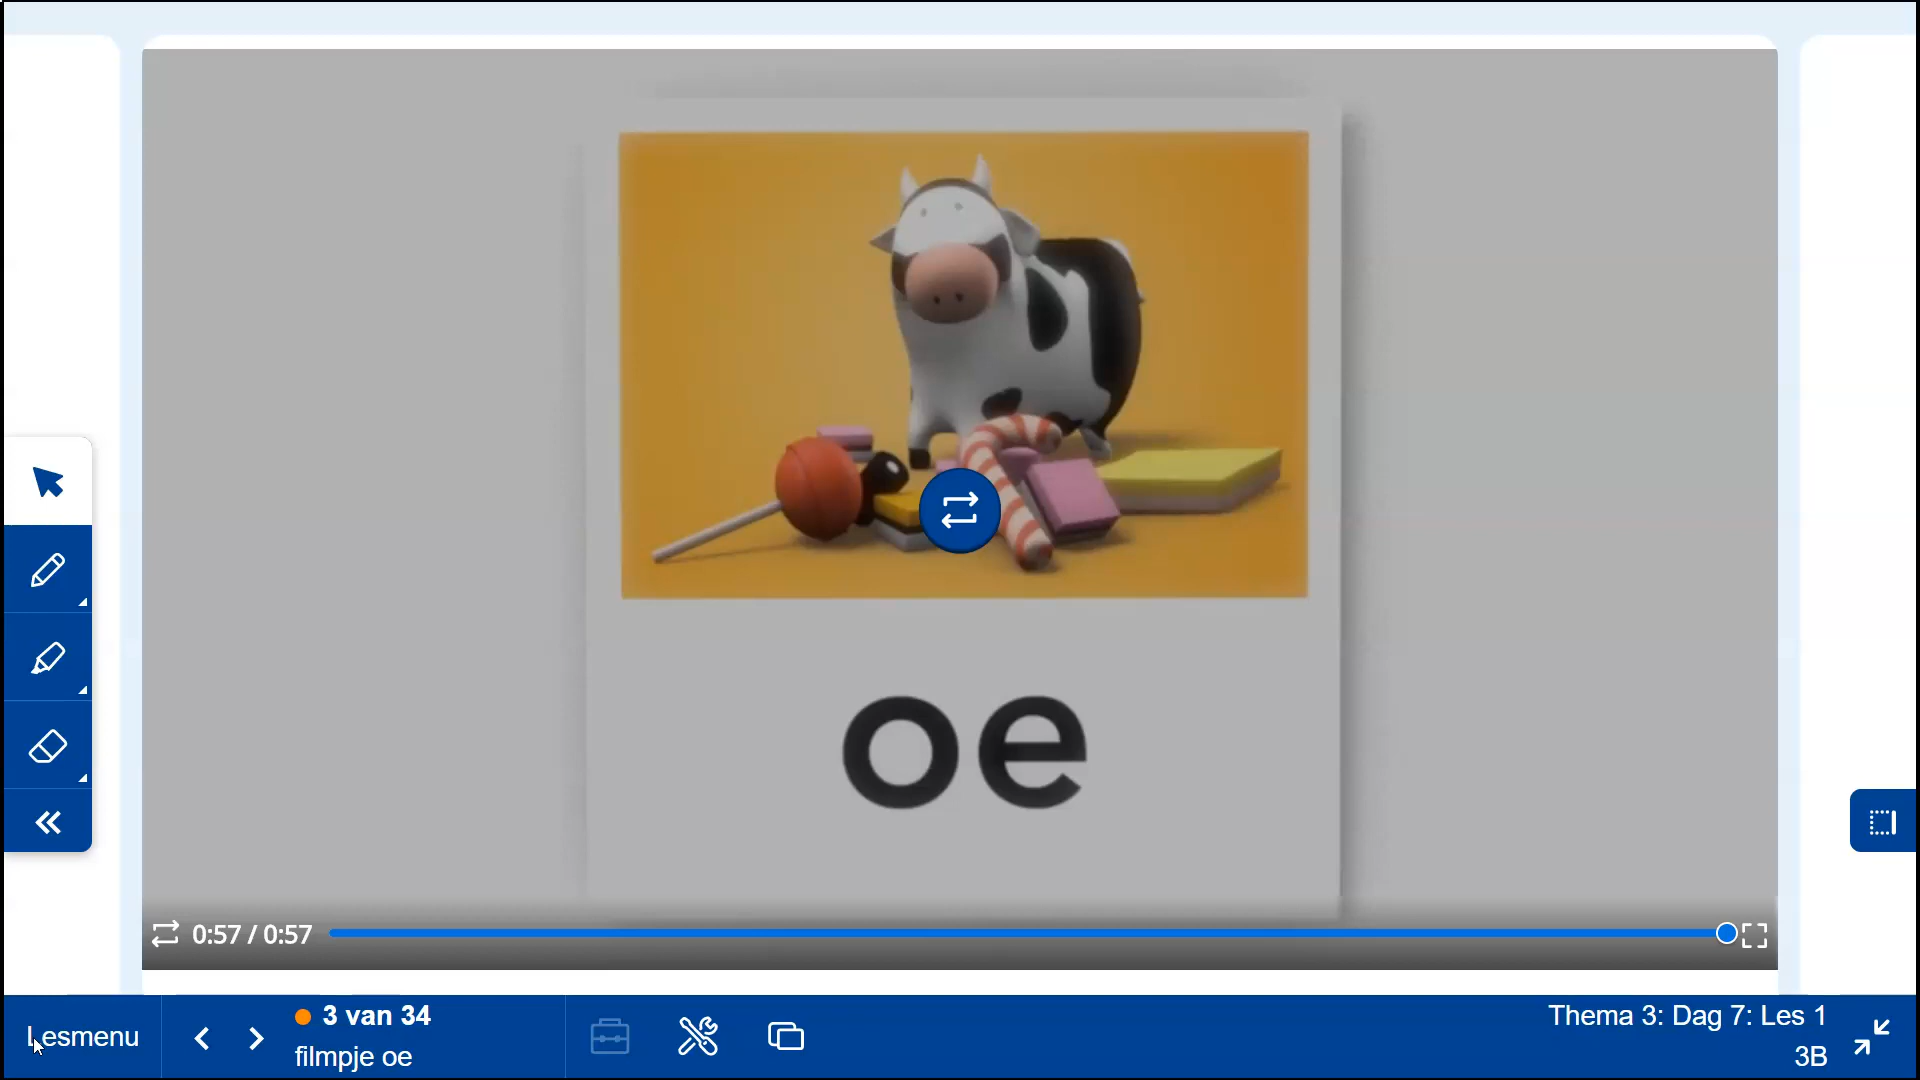 oe
0:57 / 0:57
Lesmenu
3 van 34
filmpje oe
Thema 3: Dag 7: Les 1
3B